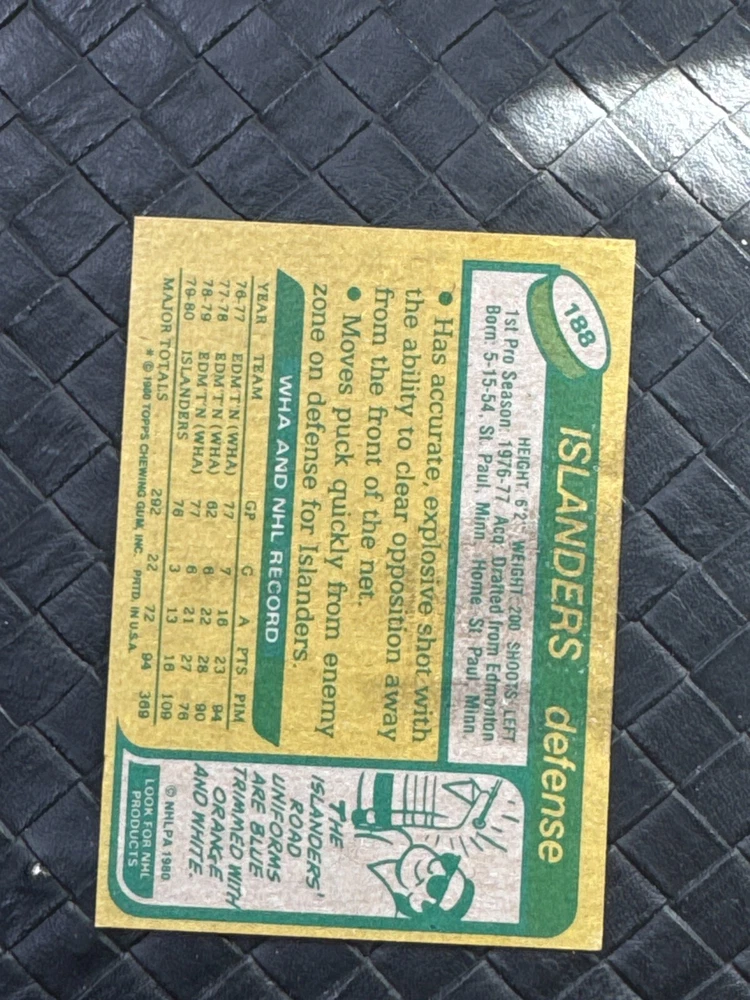 188
ISLANDERS defense
HEIGHT, 6'2" WEIGHT 200 SHOOTS LEFT
1st Pro Season: 1976-77 Acq. Drafted from Edmonton
Born: 5-15-54, St. Paul, Minn. Home St. Paul, Minn.
• Has accurate, explosive shot with
the ability to clear opposition away
from the front of the net.
• Moves puck quickly from enemy
zone on defense for Islanders.
WHA AND NHL RECORD
YEAR TEAM GP G A PTS PIM
76-77 EDMT'N (WHA) 77 7 16 23 94
77-78 EDMT'N (WHA) 62 6 22 28 90
78-79 EDMT'N (WHA) 77 6 21 27 76
79-80 ISLANDERS 76 3 13 16 109
MAJOR TOTALS 292 22 72 94 369
* © 1980 TOPPS CHEWING GUM, INC. PRTD. IN U.S.A.
THE
ISLANDERS'
ROAD
UNIFORMS
ARE BLUE
TRIMMED WITH
ORANGE
AND WHITE.
© NHLPA 1980
LOOK FOR NHL
PRODUCTS